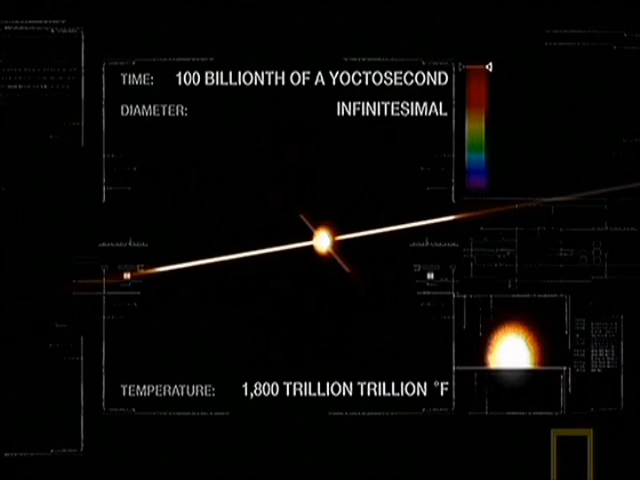 TIME: 100 BILLIONTH OF A YOCTOSECOND
DIAMETER: INFINITESIMAL
TEMPERATURE: 1,800 TRILLION TRILLION °F